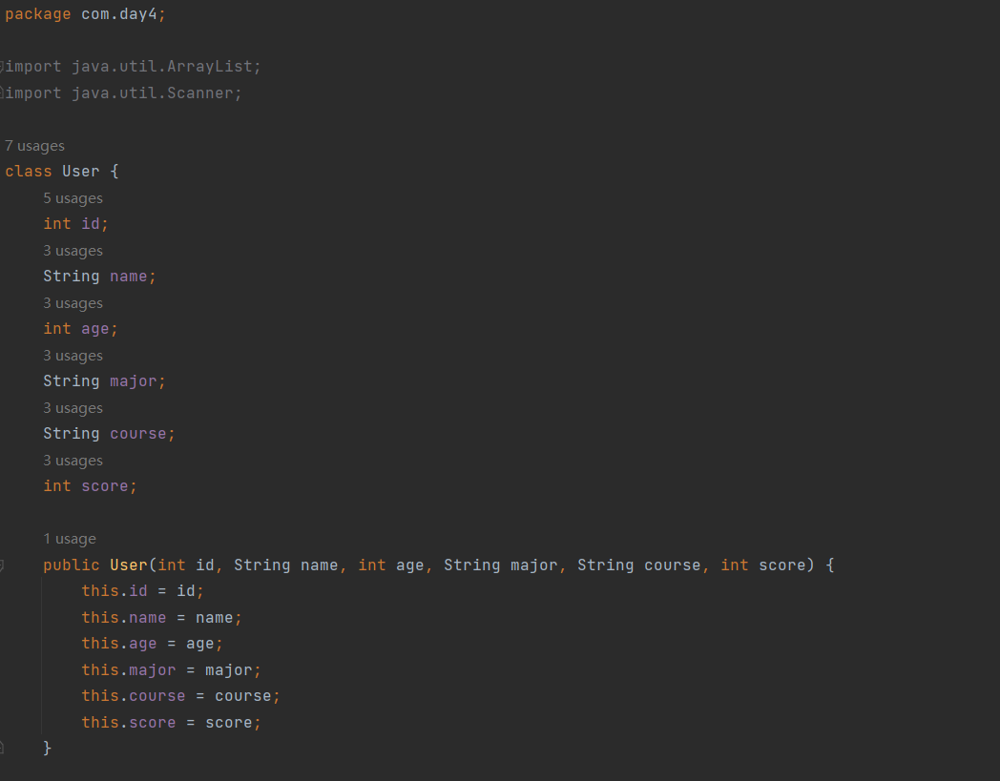 package com.day4;
import java.util.ArrayList;
import java.util.Scanner;
7 usages
class User {
5 usages
int id;
3 usages
String name;
3 usages
int age;
3 usages
String major;
3 usages
String course;
3 usages
int score;
1 usage
public User(int id, String name, int age, String major, String course, int score) {
this.id = id;
this.name = name;
this.age = age;
this.major = major;
this.course = course;
this.score = score;
}